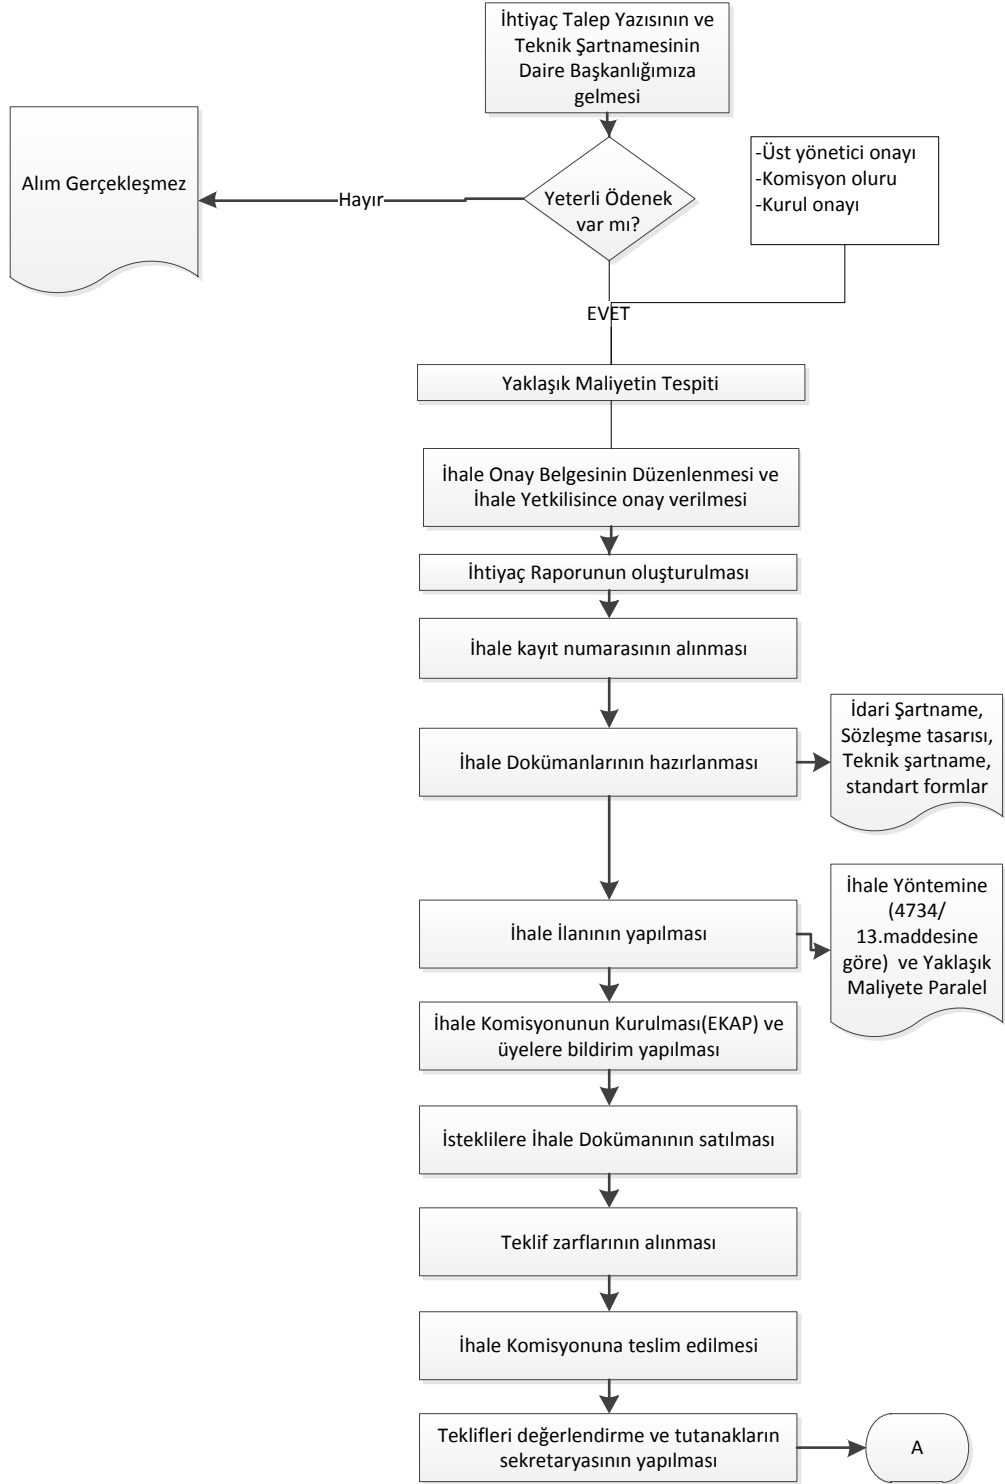 İhtiyaç Talep Yazısının ve
Teknik Şartnamesinin
Daire Başkanlığımıza
gelmesi
Alım Gerçekleşmez
Hayır
Yeterli Ödenek
var mı?
-Üst yönetici onayı
-Komisyon oluru
-Kurul onayı
EVET
Yaklaşık Maliyetin Tespiti
İhale Onay Belgesinin Düzenlenmesi ve
İhale Yetkilisince onay verilmesi
İhtiyaç Raporunun oluşturulması
İhale kayıt numarasının alınması
İhale Dokümanlarının hazırlanması
İdari Şartname,
Sözleşme tasarısı,
Teknik şartname,
standart formlar
İhale İlanının yapılması
İhale Yöntemine
(4734/
13.maddesine
göre)  ve Yaklaşık
Maliyete Paralel
İhale Komisyonunun Kurulması(EKAP) ve
üyelere bildirim yapılması
İsteklilere İhale Dokümanının satılması
Teklif zarflarının alınması
İhale Komisyonuna teslim edilmesi
Teklifleri değerlendirme ve tutanakların
sekretaryasının yapılması
A